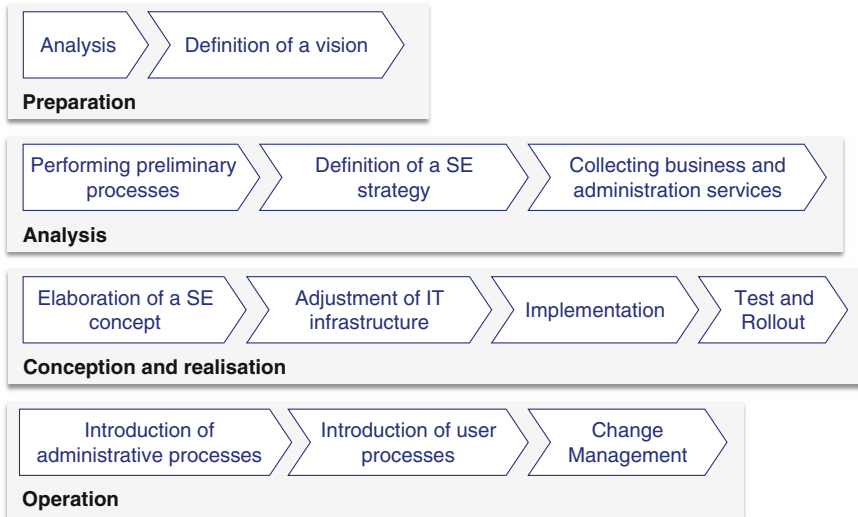 Analysis
Definition of a vision
Preparation
Performing preliminary
processes
Definition of a SE
strategy
Collecting business and
administration services
Analysis
Elaboration of a SE
concept
Adjustment of IT
infrastructure
Implementation
Test and
Rollout
Conception and realisation
Introduction of
administrative processes
Introduction of user
processes
Change
Management
Operation